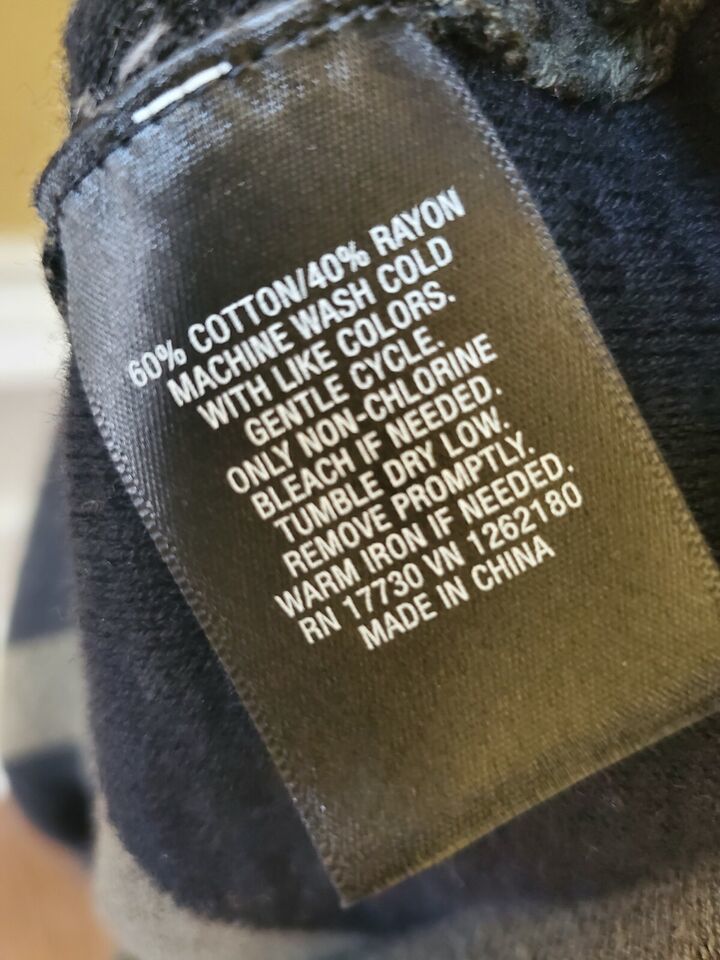 60% COTTON/40% RAYON
MACHINE WASH COLD
WITH LIKE COLORS.
GENTLE CYCLE.
ONLY NON-CHLORINE
BLEACH IF NEEDED.
TUMBLE DRY LOW.
REMOVE PROMPTLY.
WARM IRON IF NEEDED.
RN 17730 VN 1262180
MADE IN CHINA